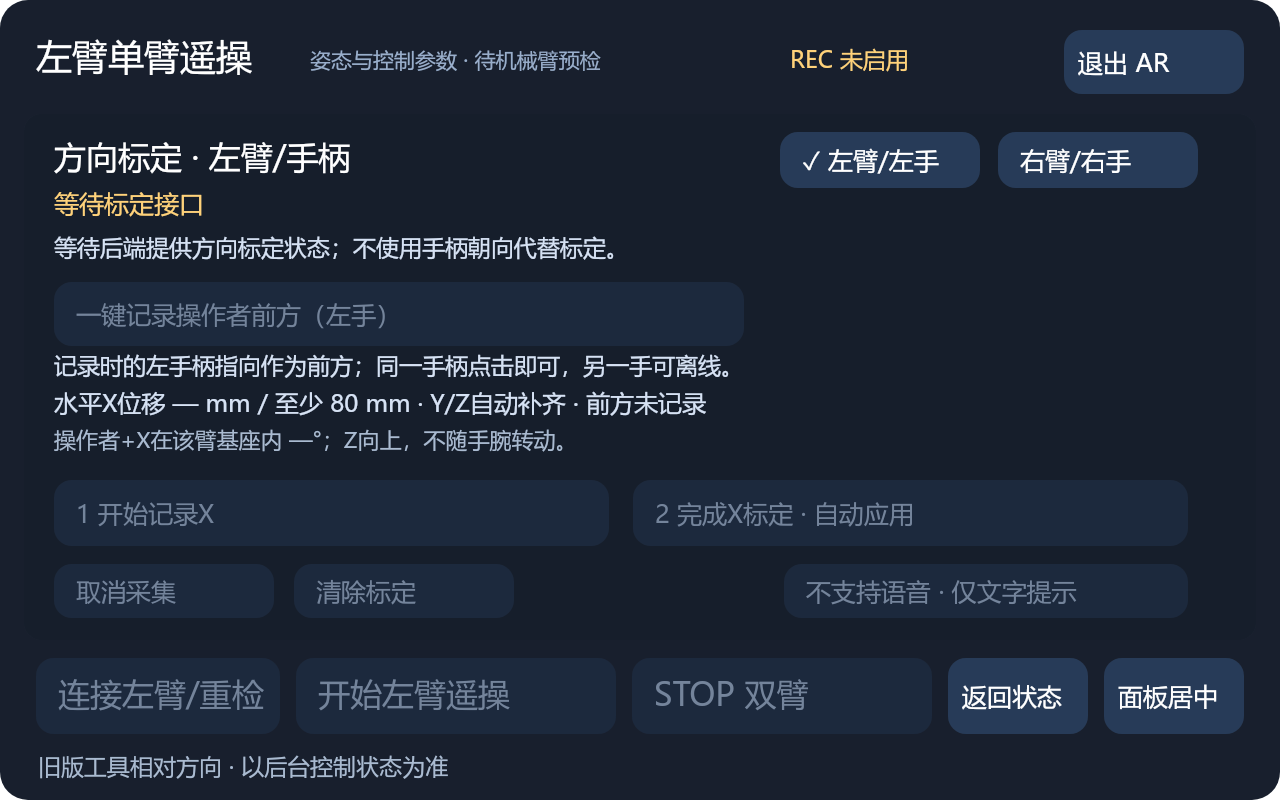 左臂单臂遥操
姿态与控制参数 · 待机械臂预检
REC 未启用
退出 AR
方向标定 · 左臂/手柄
✓ 左臂/左手
右臂/右手
等待标定接口
等待后端提供方向标定状态；不使用手柄朝向代替标定。
一键记录操作者前方（左手）
记录时的左手柄指向作为前方；同一手柄点击即可，另一手可离线。
水平X位移 — mm / 至少 80 mm · Y/Z自动补齐 · 前方未记录
操作者+X在该臂基座内 —°；Z向上，不随手腕转动。
1 开始记录X
2 完成X标定 · 自动应用
取消采集
清除标定
不支持语音 · 仅文字提示
连接左臂/重检
开始左臂遥操
STOP 双臂
返回状态
面板居中
旧版工具相对方向 · 以后台控制状态为准